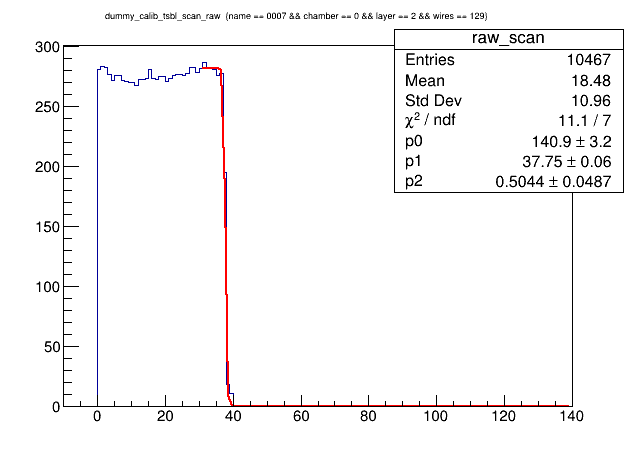 dummy_calib_tsbl_scan_raw (name == 0007 && chamber == 0 && layer == 2 && wires == 129)
raw_scan
Entries 10467
Mean 18.48
Std Dev 10.96
χ² / ndf 11.1 / 7
p0 140.9 ± 3.2
p1 37.75 ± 0.06
p2 0.5044 ± 0.0487
300
250
200
150
100
50
0
0 20 40 60 80 100 120 140